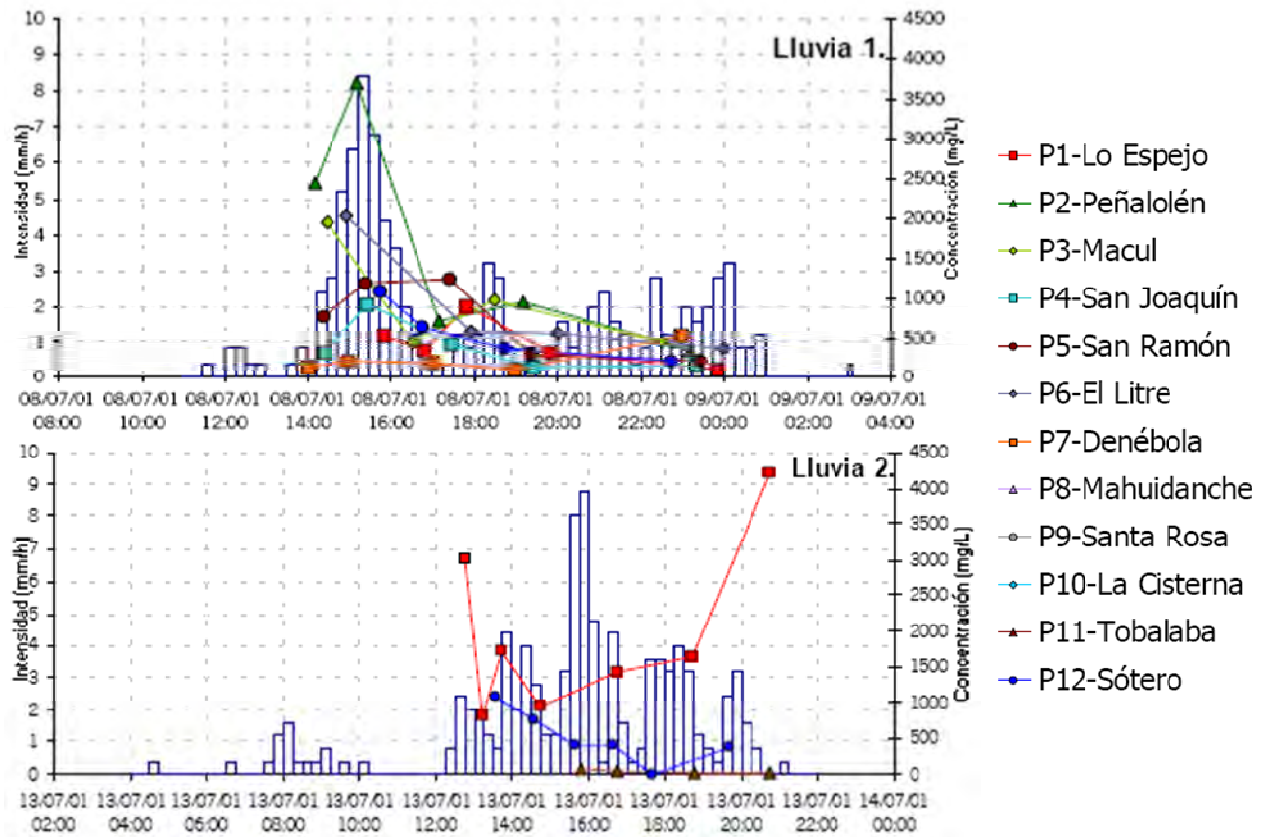 Lluvia 1.
10
9
8
7
6
5
4
3
2
1
0
Intensidad (mm/h)
4500
4000
3500
3000
2500
2000
1500
1000
500
0
Concentración (mg/L)
08/07/01 08/07/01 08/07/01 08/07/01 08/07/01 08/07/01 08/07/01 08/07/01 09/07/01 09/07/01 09/07/01
08:00 10:00 12:00 14:00 16:00 18:00 20:00 22:00 00:00 02:00 04:00
Lluvia 2.
10
9
8
7
6
5
4
3
2
1
0
Intensidad (mm/h)
4500
4000
3500
3000
2500
2000
1500
1000
500
0
Concentración (mg/L)
13/07/01 13/07/01 13/07/01 13/07/01 13/07/01 13/07/01 13/07/01 13/07/01 13/07/01 13/07/01 13/07/01 14/07/01
02:00 04:00 06:00 08:00 10:00 12:00 14:00 16:00 18:00 20:00 22:00 00:00
P1-Lo Espejo
P2-Peñalolén
P3-Macul
P4-San Joaquín
P5-San Ramón
P6-El Litre
P7-Denébola
P8-Mahuidanche
P9-Santa Rosa
P10-La Cisterna
P11-Tobalaba
P12-Sótero